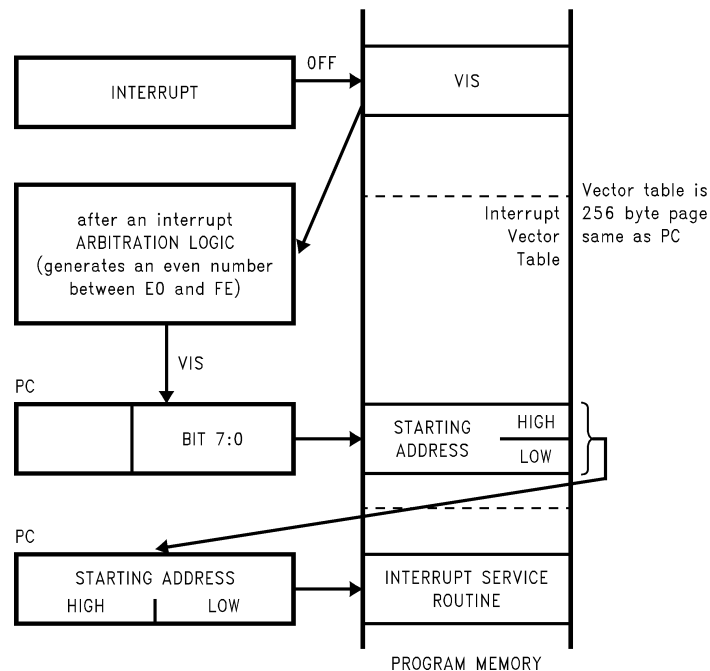 INTERRUPT
0FF
VIS
after an interrupt
ARBITRATION LOGIC
(generates an even number
between E0 and FE)
Interrupt
Vector
Table
Vector table is
256 byte page
same as PC
VIS
PC
BIT 7:0
STARTING
ADDRESS
HIGH
LOW
PC
STARTING ADDRESS
HIGH
LOW
INTERRUPT SERVICE
ROUTINE
PROGRAM MEMORY